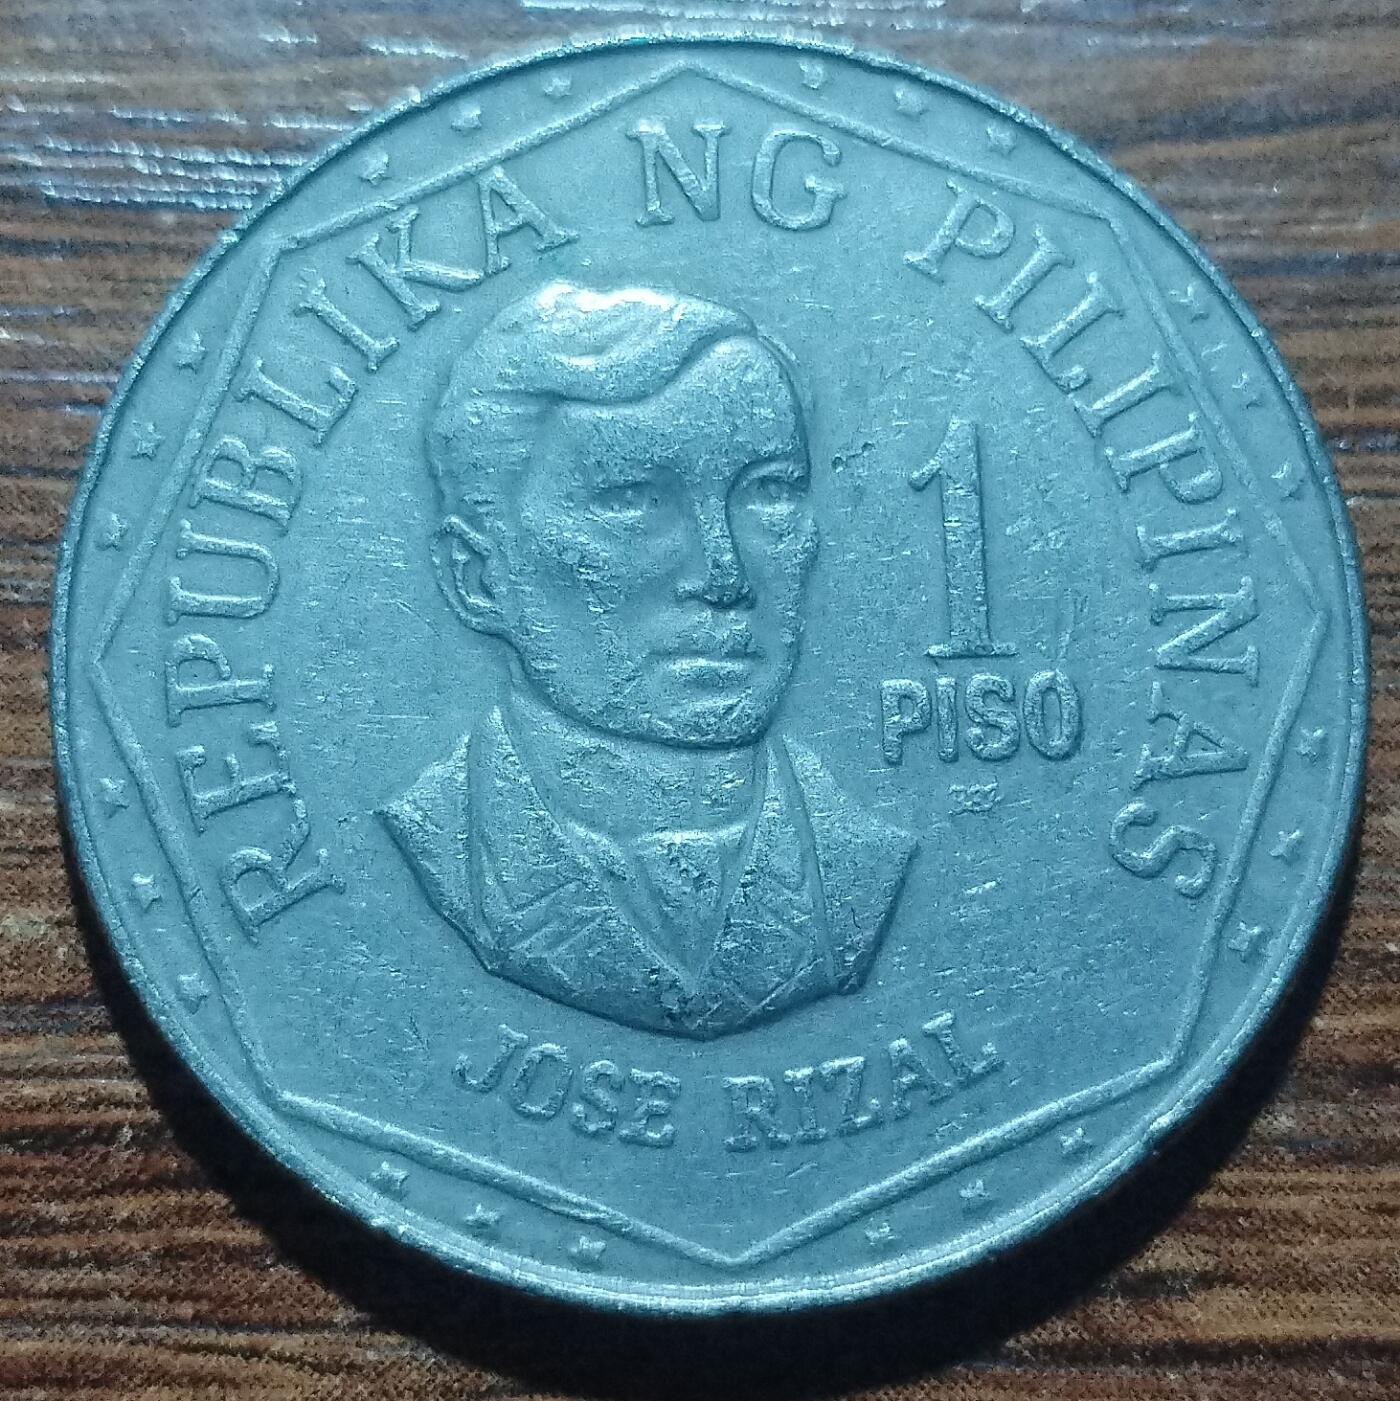 REPUBLIKA NG PILIPINAS
1
PISO
JOSE RIZAL